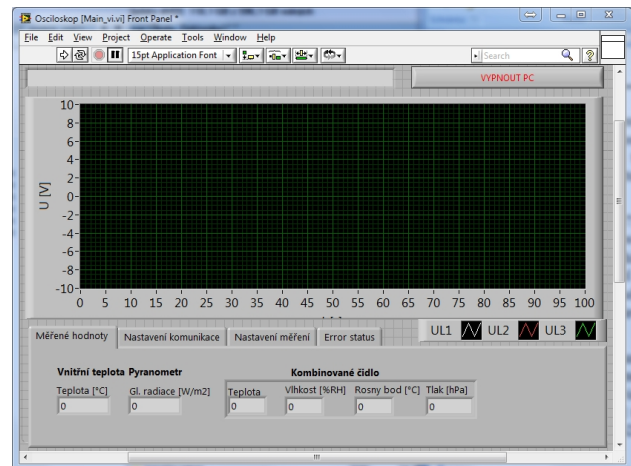 Osciloskop [Main_vi.vi] Front Panel *
File Edit View Project Operate Tools Window Help
15pt Application Font Search
VYPNOUT PC
10
8
6
4
2
0
-2
-4
-6
-8
-10
U [V]
0 5 10 15 20 25 30 35 40 45 50 55 60 65 70 75 80 85 90 95 100
Měřené hodnoty Nastavení komunikace Nastavení měření Error status
UL1 UL2 UL3
Vnitřní teplota Pyranometr Kombinované čidlo
Teplota [°C] Gl. radiace [W/m2] Teplota Vlhkost [%RH] Rosny bod [°C] Tlak [hPa]
0 0 0 0 0 0